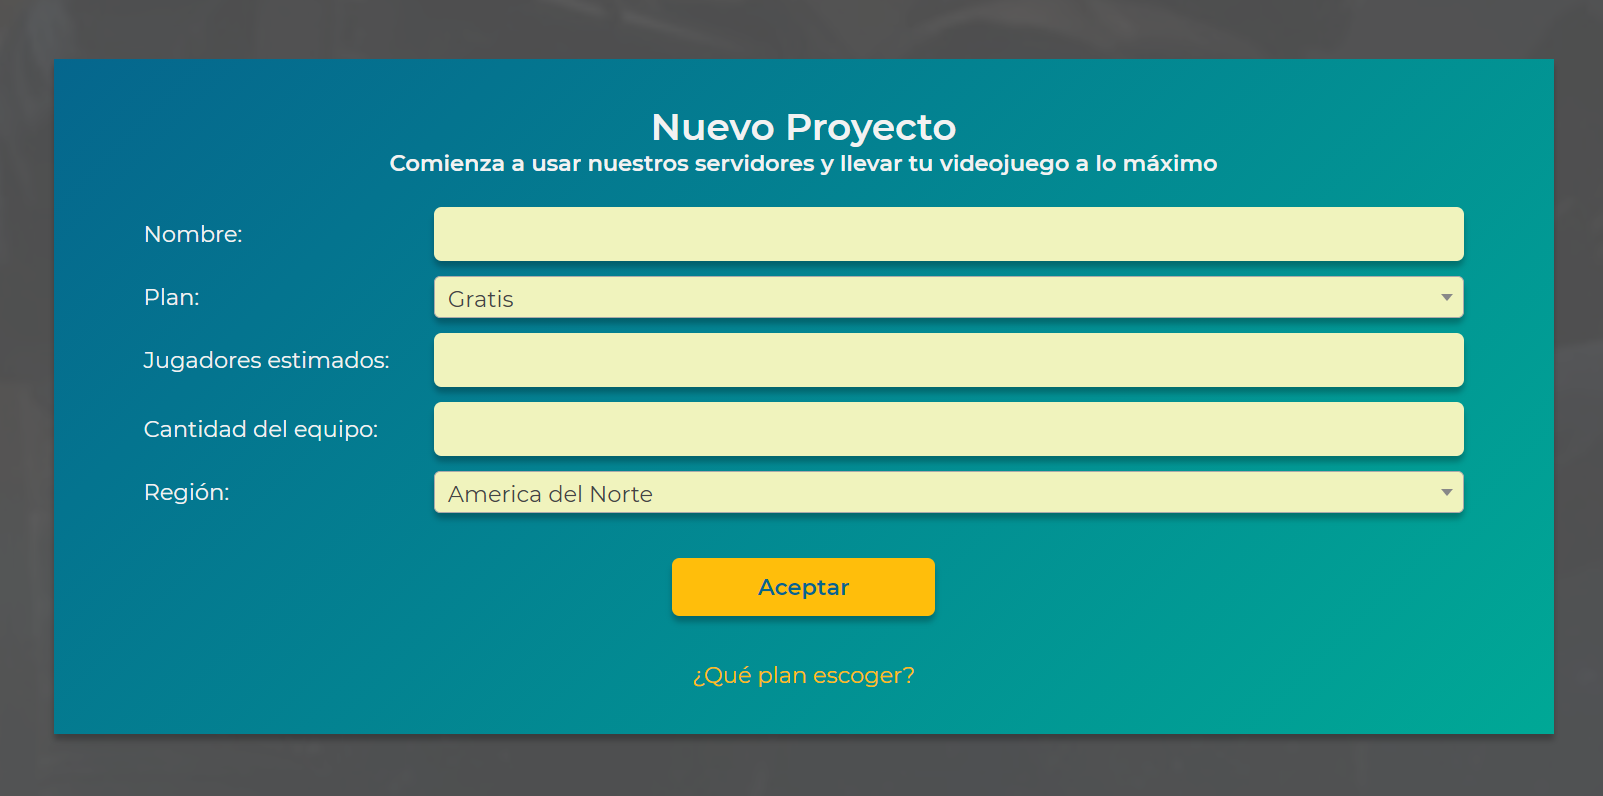 Nuevo Proyecto
Comienza a usar nuestros servidores y llevar tu videojuego a lo máximo
Nombre:
Plan:
Gratis
Jugadores estimados:
Cantidad del equipo:
Región:
America del Norte
Aceptar
¿Qué plan escoger?